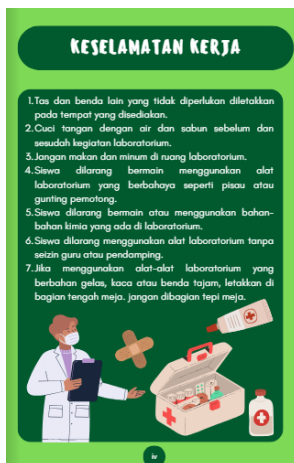 KESELAMATAN KERJA
1.Tas dan benda lain yang tidak diperlukan diletakkan
pada tempat yang disediakan.
2.Cuci tangan dengan air dan sabun sebelum dan
sesudah kegiatan laboratorium.
3.Jangan makan dan minum di ruang laboratorium.
4.Siswa dilarang bermain menggunakan alat
laboratorium yang berbahaya seperti pisau atau
gunting pemotong.
5.Siswa dilarang bermain atau menggunakan bahan-
bahan kimia yang ada di laboratorium.
6.Siswa dilarang menggunakan alat laboratorium tanpa
seizin guru atau pendamping.
7.Jika menggunakan alat-alat laboratorium yang
berbahan gelas, kaca atau benda tajam, letakkan di
bagian tengah meja. jangan dibagian tepi meja.
iv